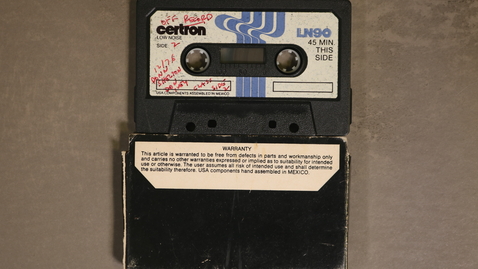 OFF RECORD
certron
LOW NOISE
SIDE 2
LN90
45 MIN
THIS
SIDE
USA COMPONENTS ASSEMBLED IN MEXICO
WARRANTY
This article is warranted to be free from defects in parts and workmanship only
and carries no other warranties expressed or implied as to suitability for intended
use or otherwise. The user assumes all risk of intended use and shall determine
the suitability therefore. USA components hand assembled in MEXICO.